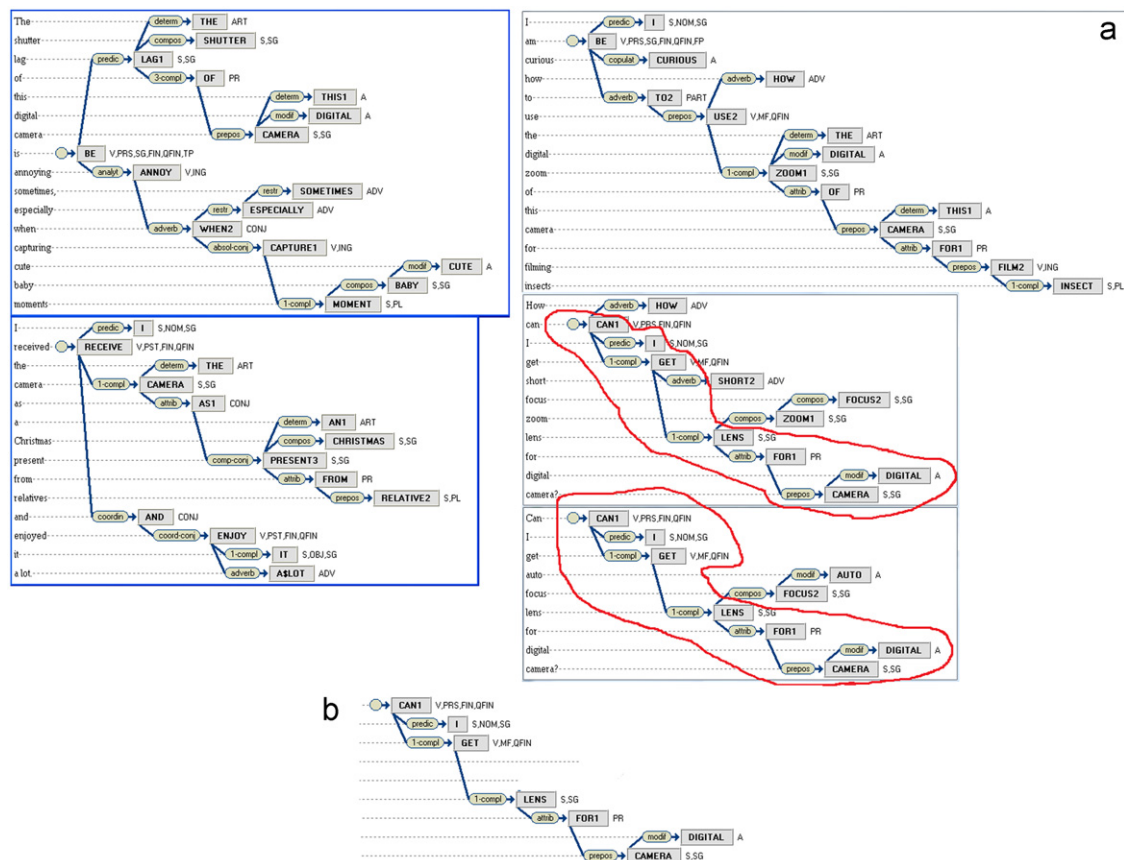 The determ THE ART
shutter compos SHUTTER S,SG
lag predic LAG1 S,SG
of 3-compl OF PR
this determ THIS1 A
digital modif DIGITAL A
camera prepos CAMERA S,SG
is BE V,PRS,SG,FIN,QFIN,TP
annoying analyt ANNOY V,ING
sometimes, restr SOMETIMES ADV
especially restr ESPECIALLY ADV
when adverb WHEN2 CONJ
capturing absol-conj CAPTURE1 V,ING
cute modif CUTE A
baby compos BABY S,SG
moments 1-compl MOMENT S,PL
I predic I S,NOM,SG
received RECEIVE V,PST,FIN,QFIN
the determ THE ART
camera 1-compl CAMERA S,SG
as attrib AS1 CONJ
a determ AN1 ART
Christmas compos CHRISTMAS S,SG
present comp-conj PRESENT3 S,SG
from attrib FROM PR
relatives prepos RELATIVE2 S,PL
and coordin AND CONJ
enjoyed coord-conj ENJOY V,PST,FIN,QFIN
it 1-compl IT S,OBJ,SG
a lot. adverb A$LOT ADV
a
I predic I S,NOM,SG
am BE V,PRS,SG,FIN,QFIN,FP
curious copulat CURIOUS A
how adverb HOW ADV
to adverb TO2 PART
use prepos USE2 V,MF,QFIN
the determ THE ART
digital modif DIGITAL A
zoom 1-compl ZOOM1 S,SG
of attrib OF PR
this determ THIS1 A
camera prepos CAMERA S,SG
for attrib FOR1 PR
filming prepos FILM2 V,ING
insects 1-compl INSECT S,PL
How adverb HOW ADV
can CAN1 V,PRS,FIN,QFIN
I predic I S,NOM,SG
get 1-compl GET V,MF,QFIN
short adverb SHORT2 ADV
focus compos FOCUS2 S,SG
zoom compos ZOOM1 S,SG
lens 1-compl LENS S,SG
for attrib FOR1 PR
digital modif DIGITAL A
camera? prepos CAMERA S,SG
Can CAN1 V,PRS,FIN,QFIN
I predic I S,NOM,SG
get 1-compl GET V,MF,QFIN
auto modif AUTO A
focus compos FOCUS2 S,SG
lens 1-compl LENS S,SG
for attrib FOR1 PR
digital modif DIGITAL A
camera? prepos CAMERA S,SG
b
CAN1 V,PRS,FIN,QFIN
predic I S,NOM,SG
1-compl GET V,MF,QFIN
1-compl LENS S,SG
attrib FOR1 PR
modif DIGITAL A
prepos CAMERA S,SG